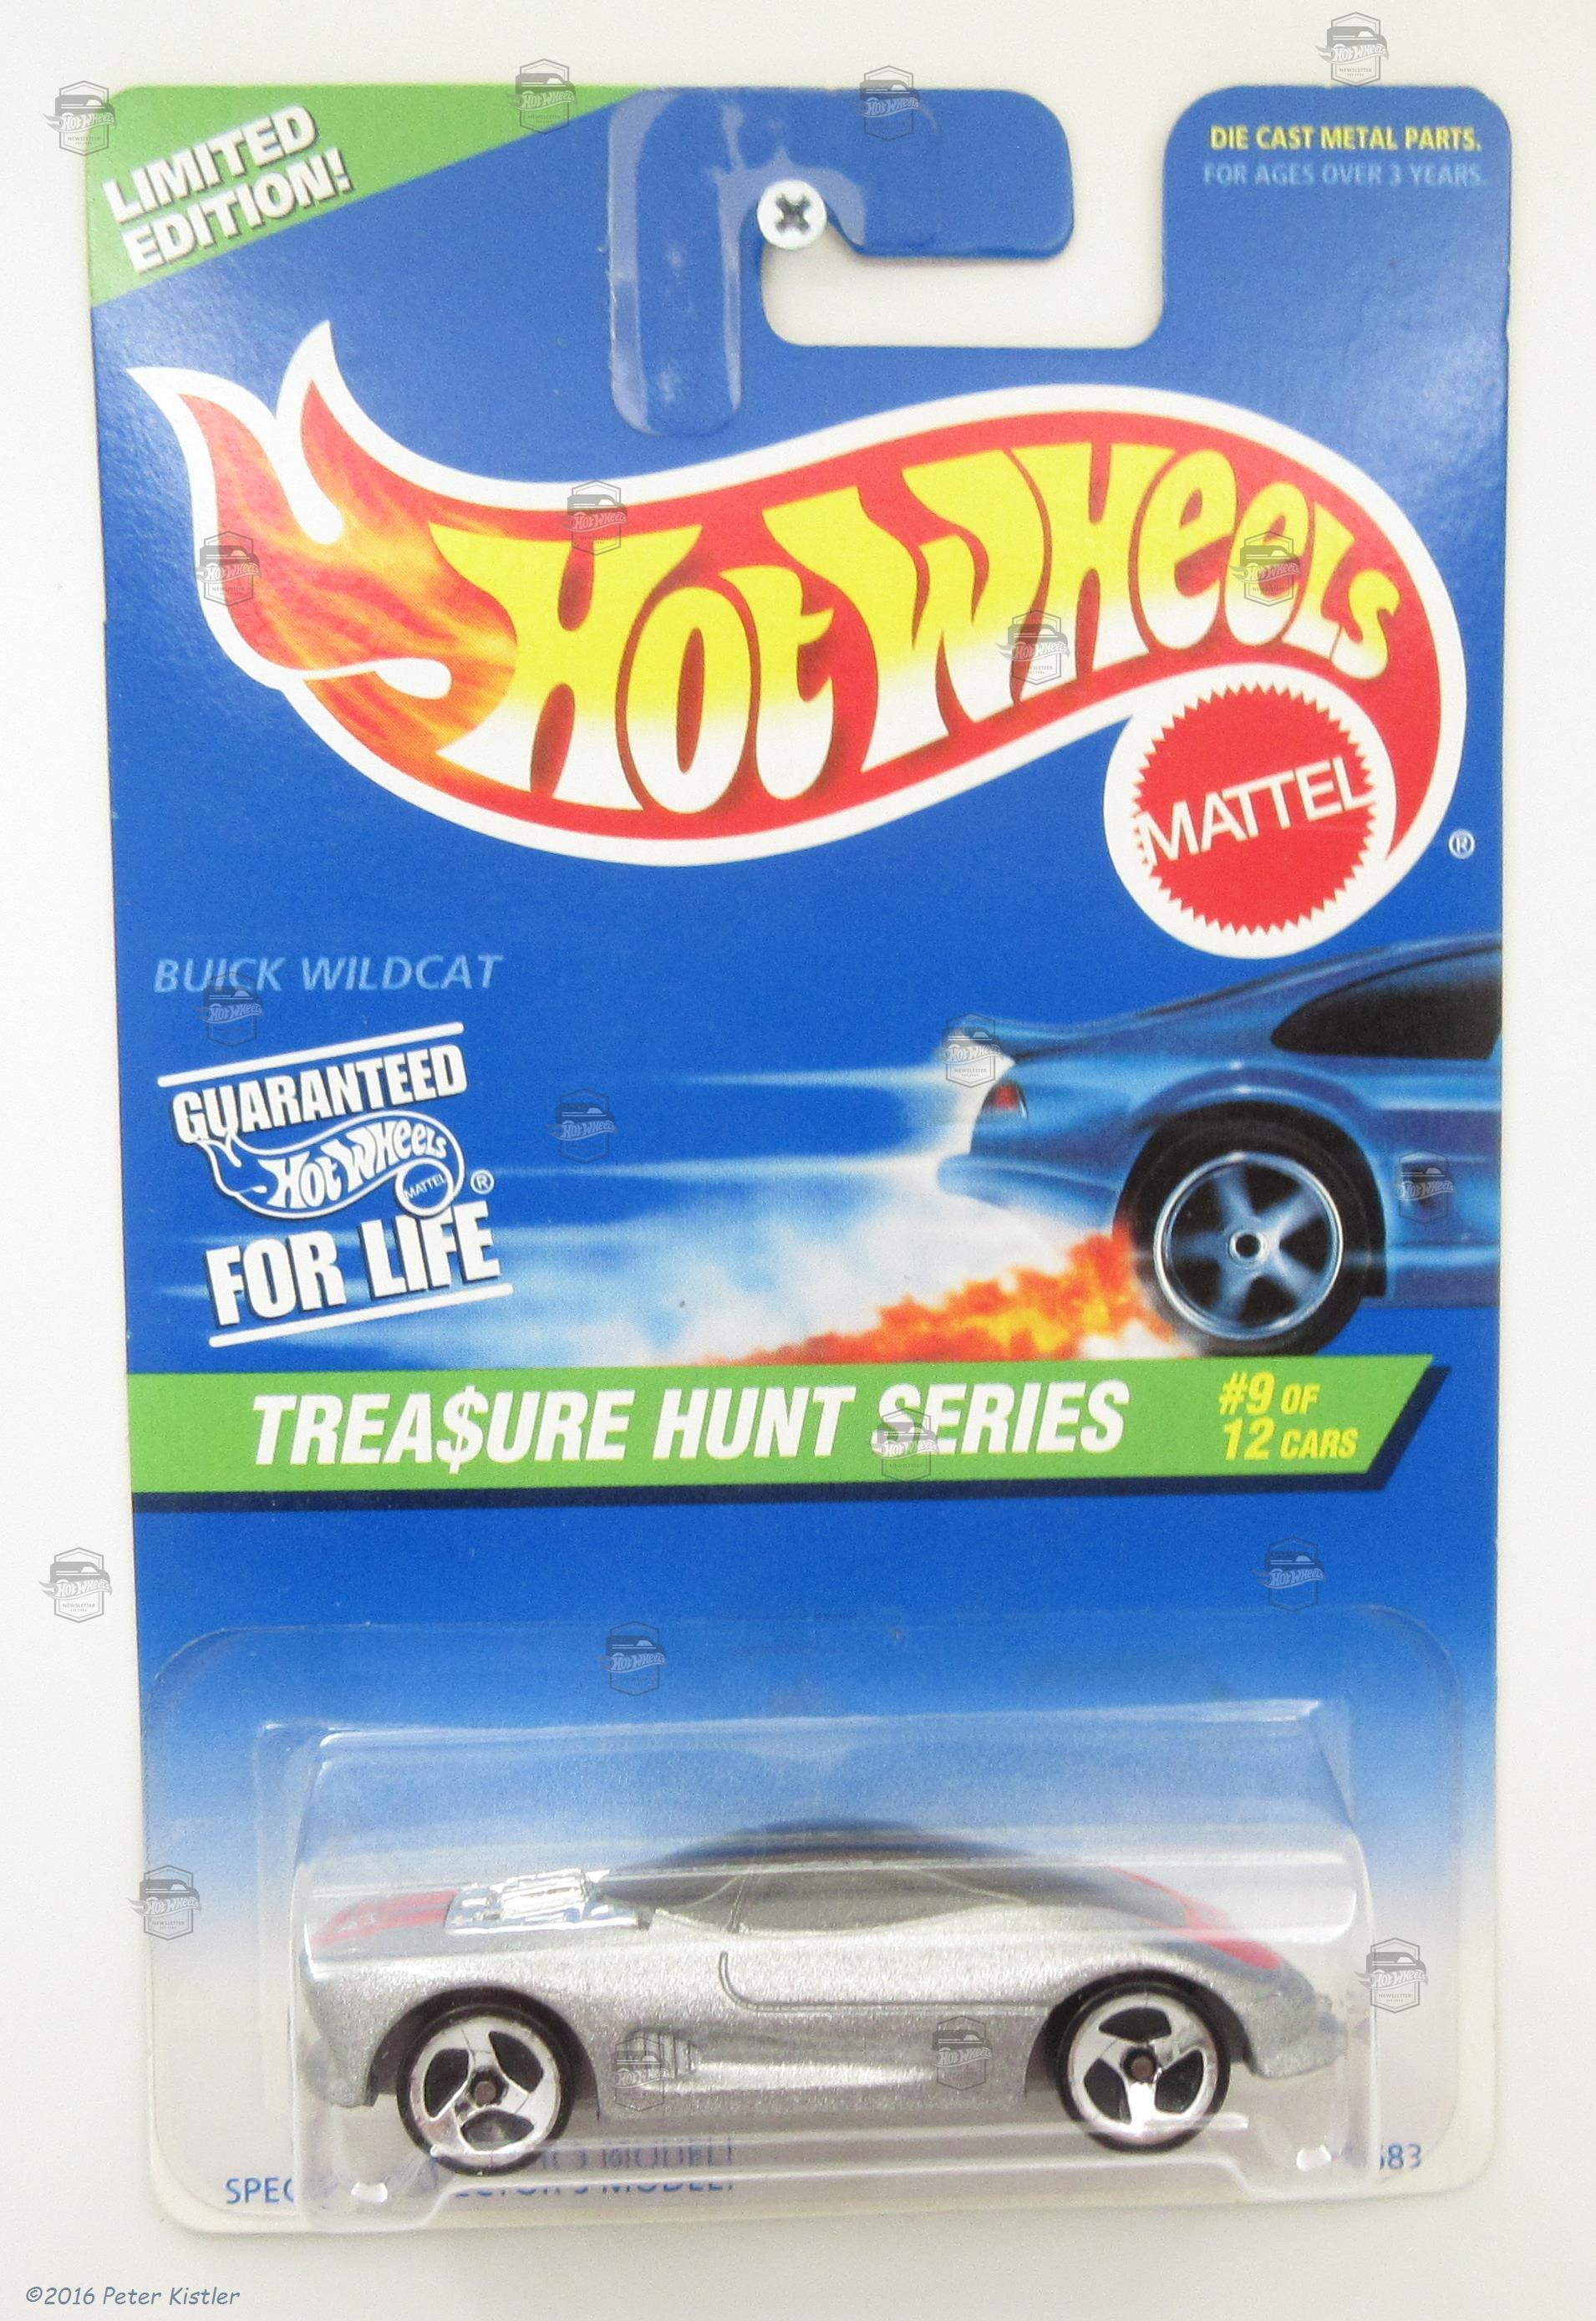 LIMITED
EDITION!
DIE CAST METAL PARTS.
FOR AGES OVER 3 YEARS.
HOT WHEELS
MATTEL
®
BUICK WILDCAT
GUARANTEED
HOT WHEELS
MATTEL ®
FOR LIFE
TREA$URE HUNT SERIES
#9 OF
12 CARS
©2016 Peter Kistler